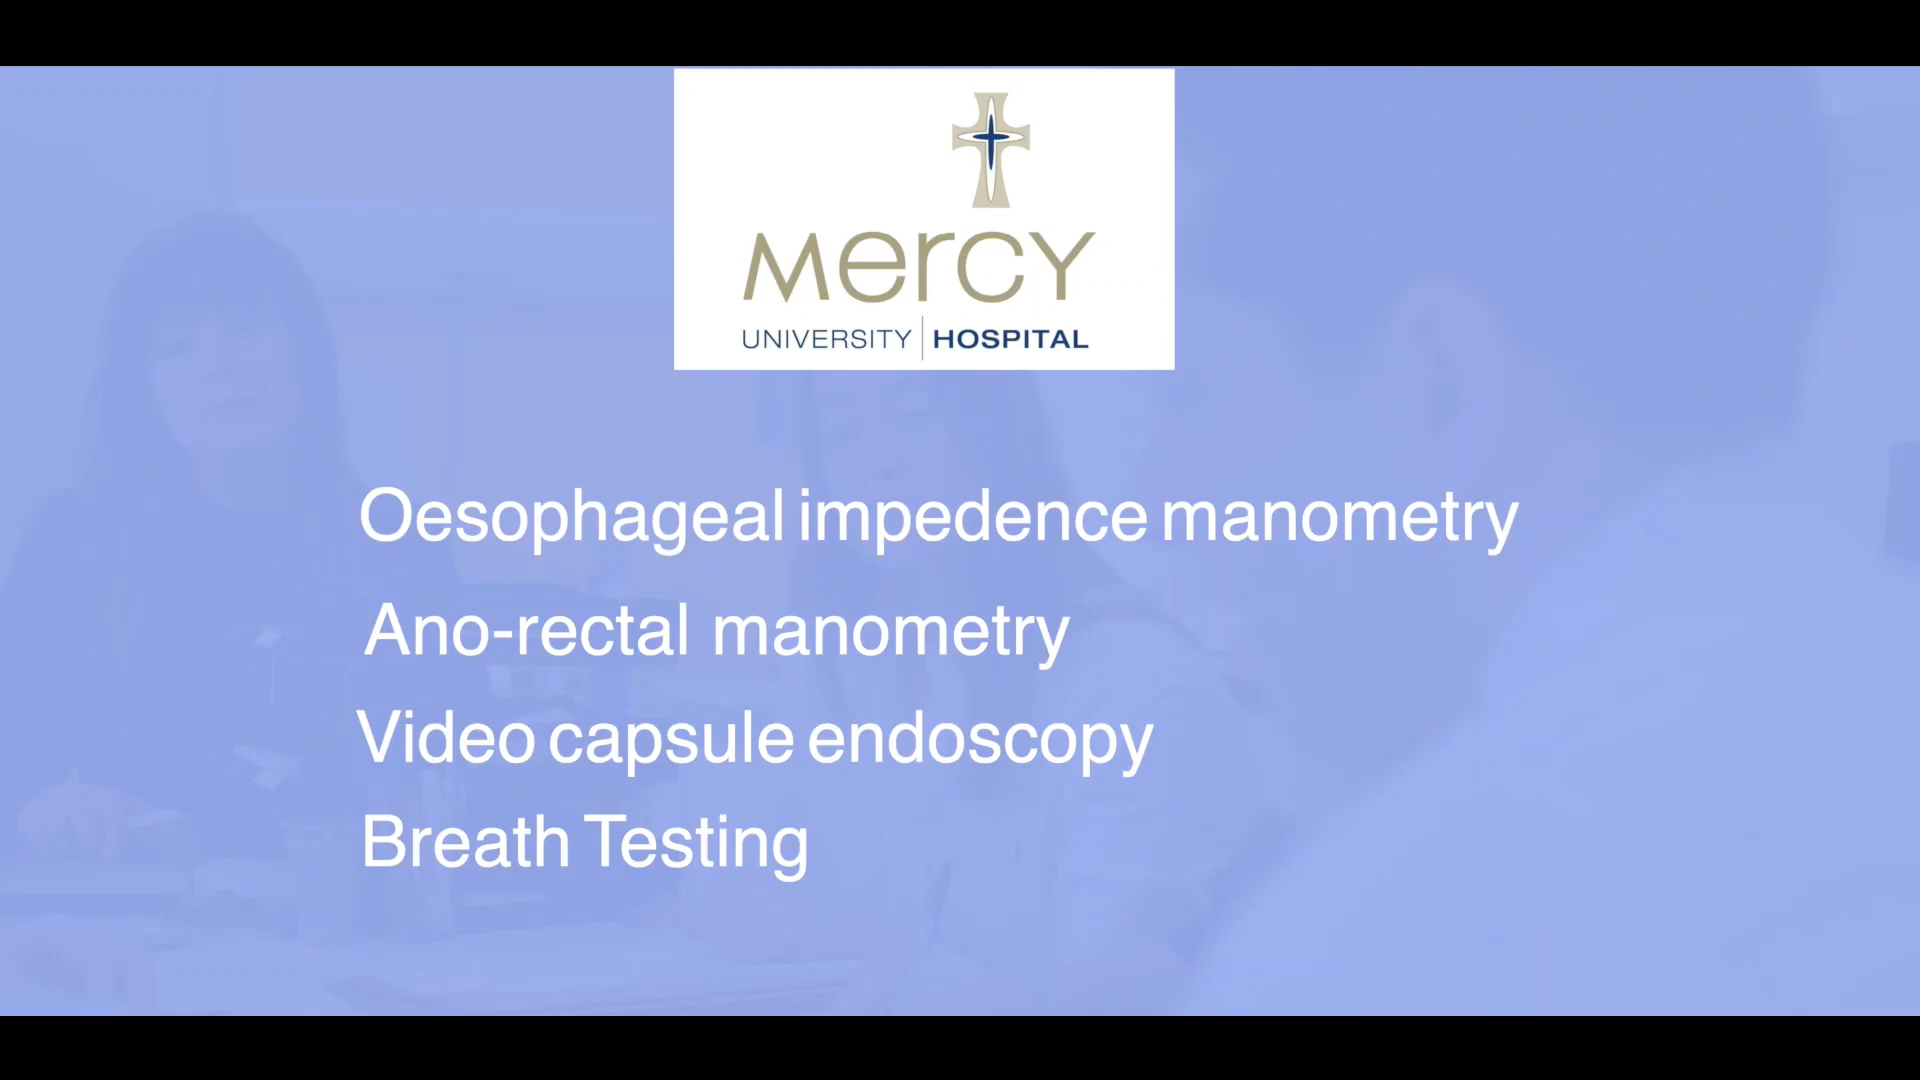 Mercy
UNIVERSITY HOSPITAL
Oesophageal impedence manometry
Ano-rectal manometry
Video capsule endoscopy
Breath Testing